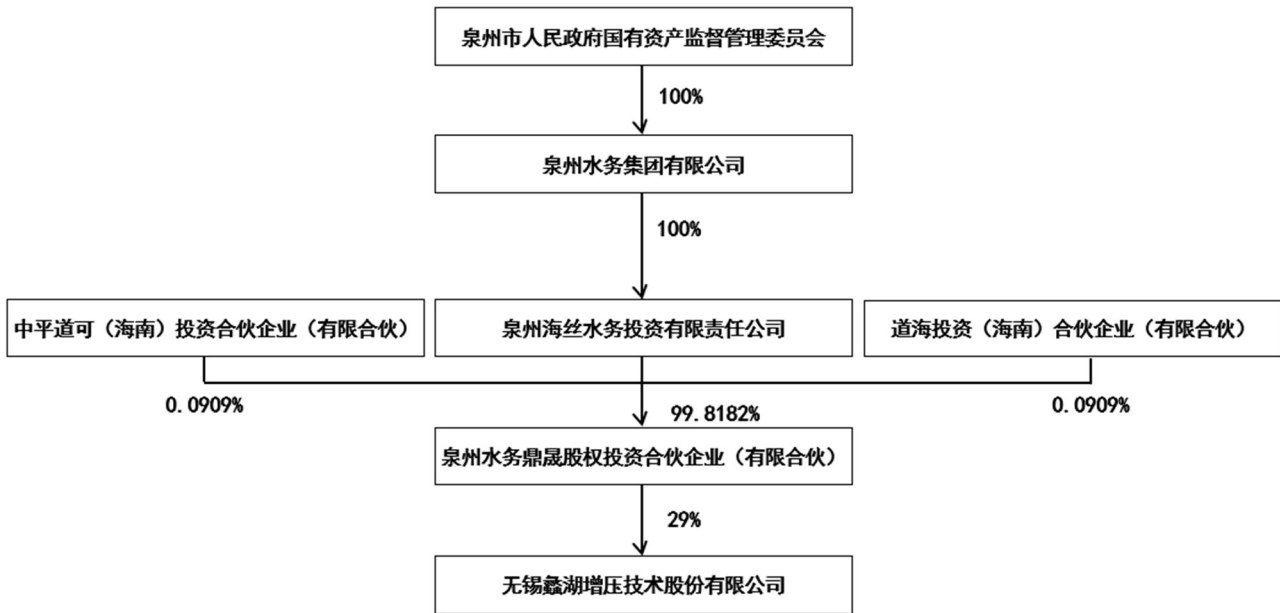 泉州市人民政府国有资产监督管理委员会
100%
泉州水务集团有限公司
100%
中平道可（海南）投资合伙企业（有限合伙）
泉州海丝水务投资有限责任公司
道海投资（海南）合伙企业（有限合伙）
0.0909%
99.8182%
0.0909%
泉州水务鼎晟股权投资合伙企业（有限合伙）
29%
无锡蠡湖增压技术股份有限公司